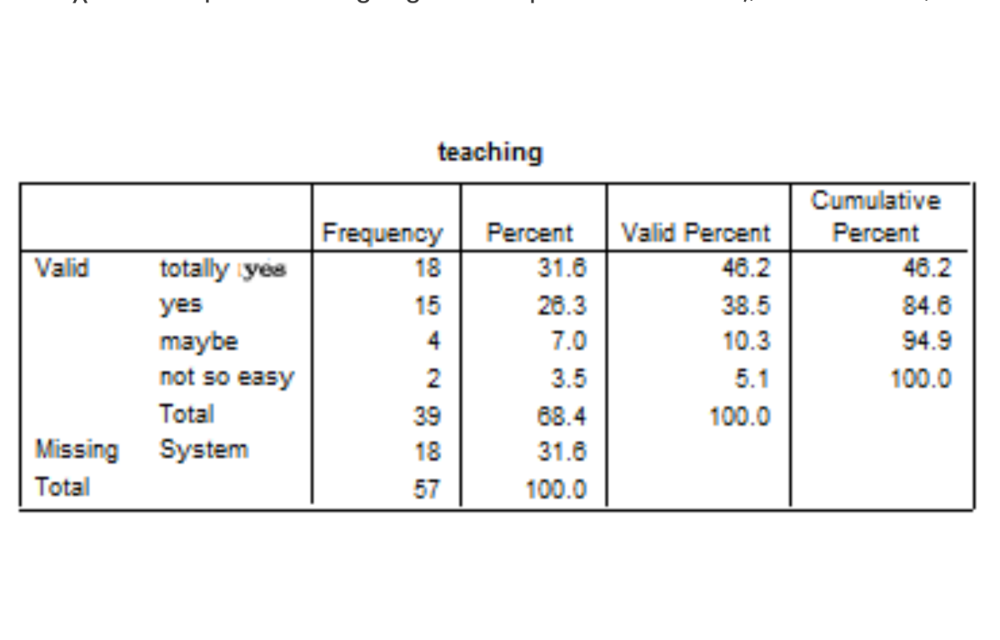 teaching
Frequency Percent Valid Percent Cumulative Percent
Valid totally yes 18 31.6 46.2 46.2
yes 15 26.3 38.5 84.6
maybe 4 7.0 10.3 94.9
not so easy 2 3.5 5.1 100.0
Total 39 68.4 100.0
Missing System 18 31.6
Total 57 100.0